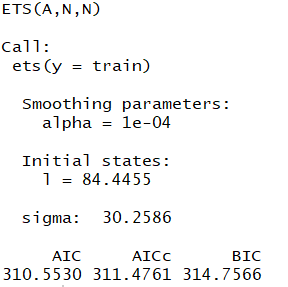 ETS(A,N,N)
Call:
ets(y = train)
Smoothing parameters:
alpha = 1e-04
Initial states:
l = 84.4455
sigma:  30.2586
AIC     AICc      BIC
310.5530 311.4761 314.7566